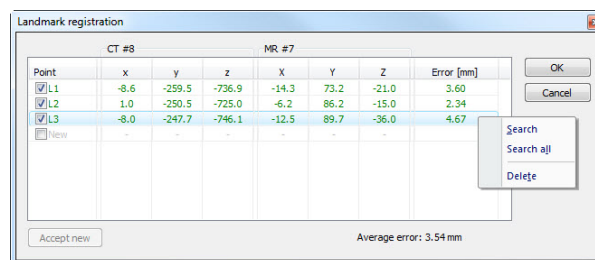 Landmark registration
CT #8 MR #7
Point x y z X Y Z Error [mm]
L1 -8.6 -259.5 -736.9 -14.3 73.2 -21.0 3.60
L2 1.0 -250.5 -725.0 -6.2 86.2 -15.0 2.34
L3 -8.0 -247.7 -746.1 -12.5 89.7 -36.0 4.67
New - - - - - -
OK
Cancel
Search
Search all
Delete
Accept new
Average error: 3.54 mm